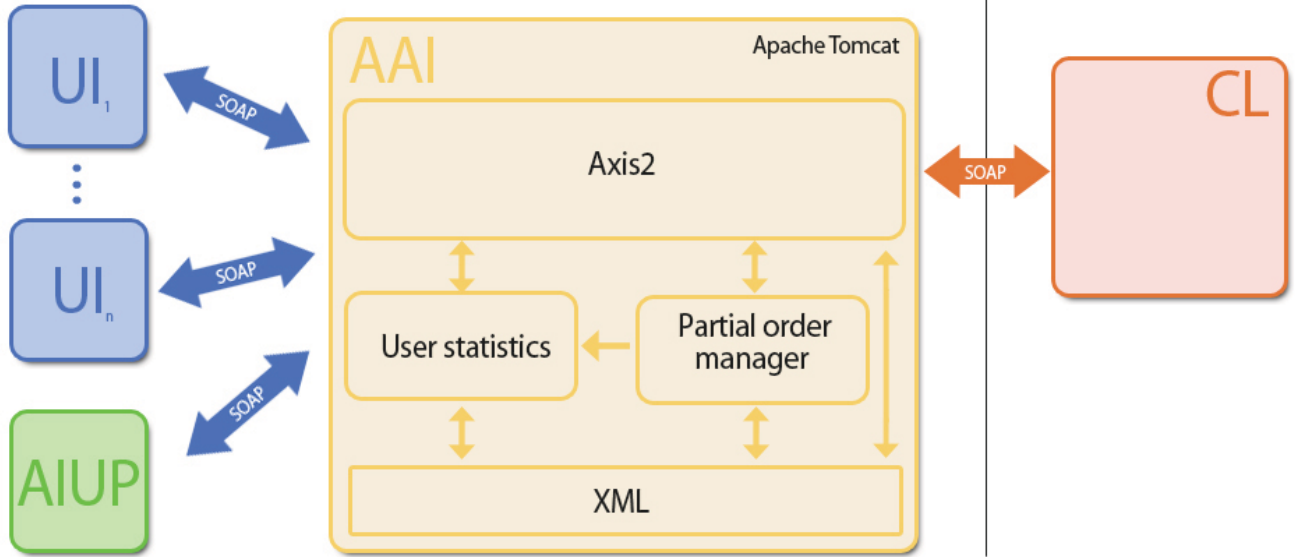 UI1
SOAP
UIn
SOAP
AIUP
SOAP
AAI
Apache Tomcat
Axis2
User statistics
Partial order
manager
XML
SOAP
CL